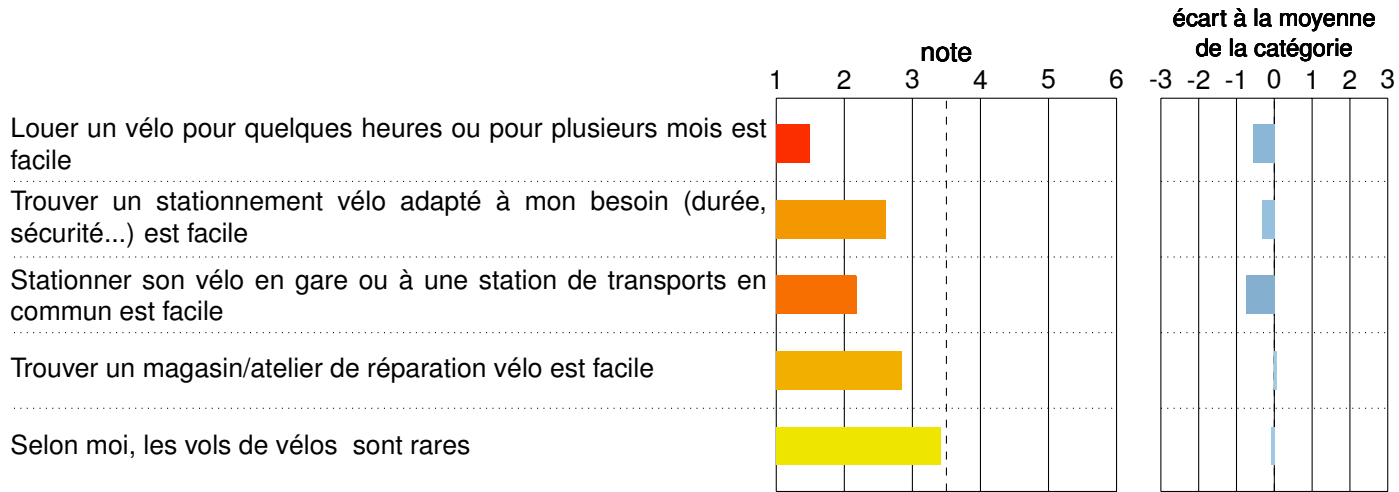 écart à la moyenne
de la catégorie
note
1 2 3 4 5 6
-3 -2 -1 0 1 2 3
Louer un vélo pour quelques heures ou pour plusieurs mois est
facile
Trouver un stationnement vélo adapté à mon besoin (durée,
sécurité...) est facile
Stationner son vélo en gare ou à une station de transports en
commun est facile
Trouver un magasin/atelier de réparation vélo est facile
Selon moi, les vols de vélos sont rares